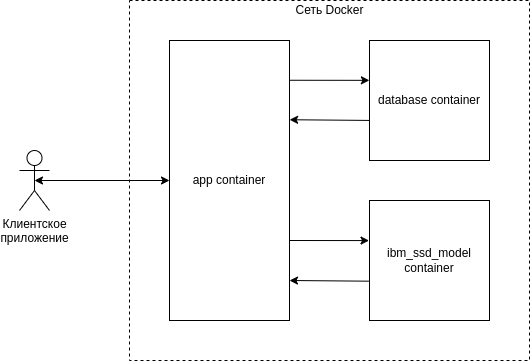 Сеть Docker
database container
app container
Клиентское
приложение
ibm_ssd_model
container